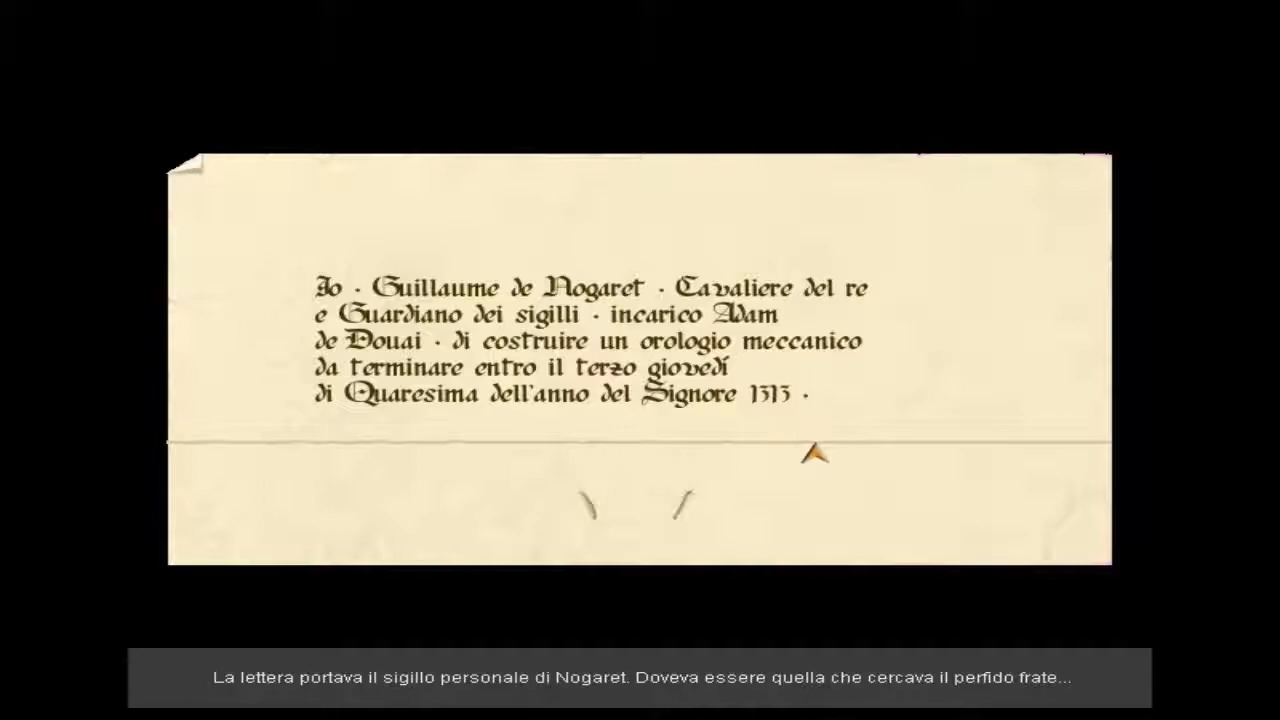 Io · Guillaume de Nogaret · Cavaliere del re
e Guardiano dei sigilli · incarico Adam
de Douai · di costruire un orologio meccanico
da terminare entro il terzo giovedí
di Quaresima dell'anno del Signore 1313 ·
La lettera portava il sigillo personale di Nogaret. Doveva essere quella che cercava il perfido frate...